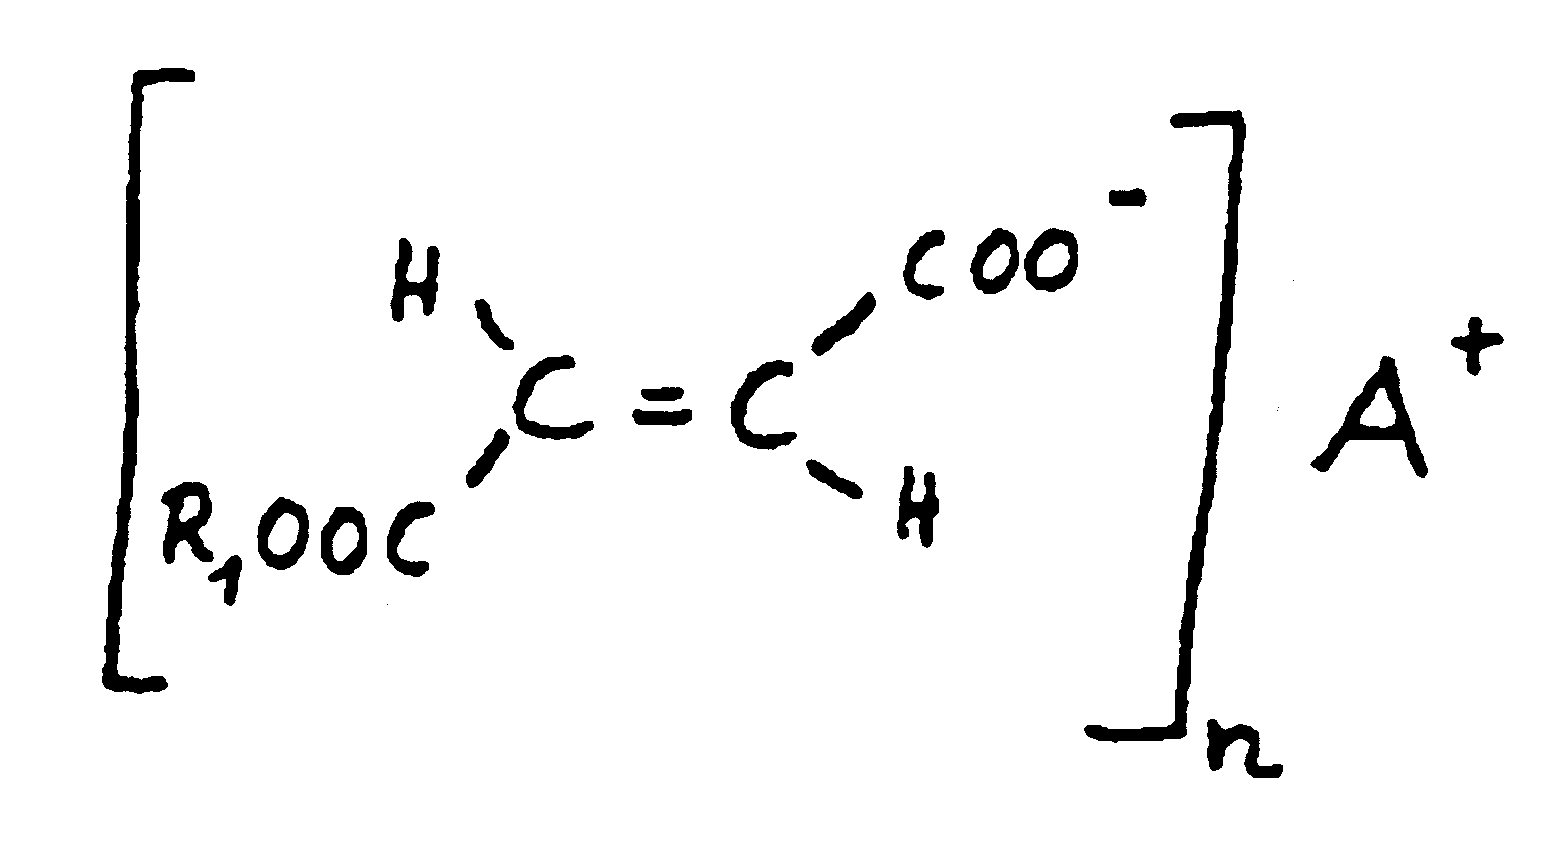 H COO -
C = C A +
R1OOC H
n